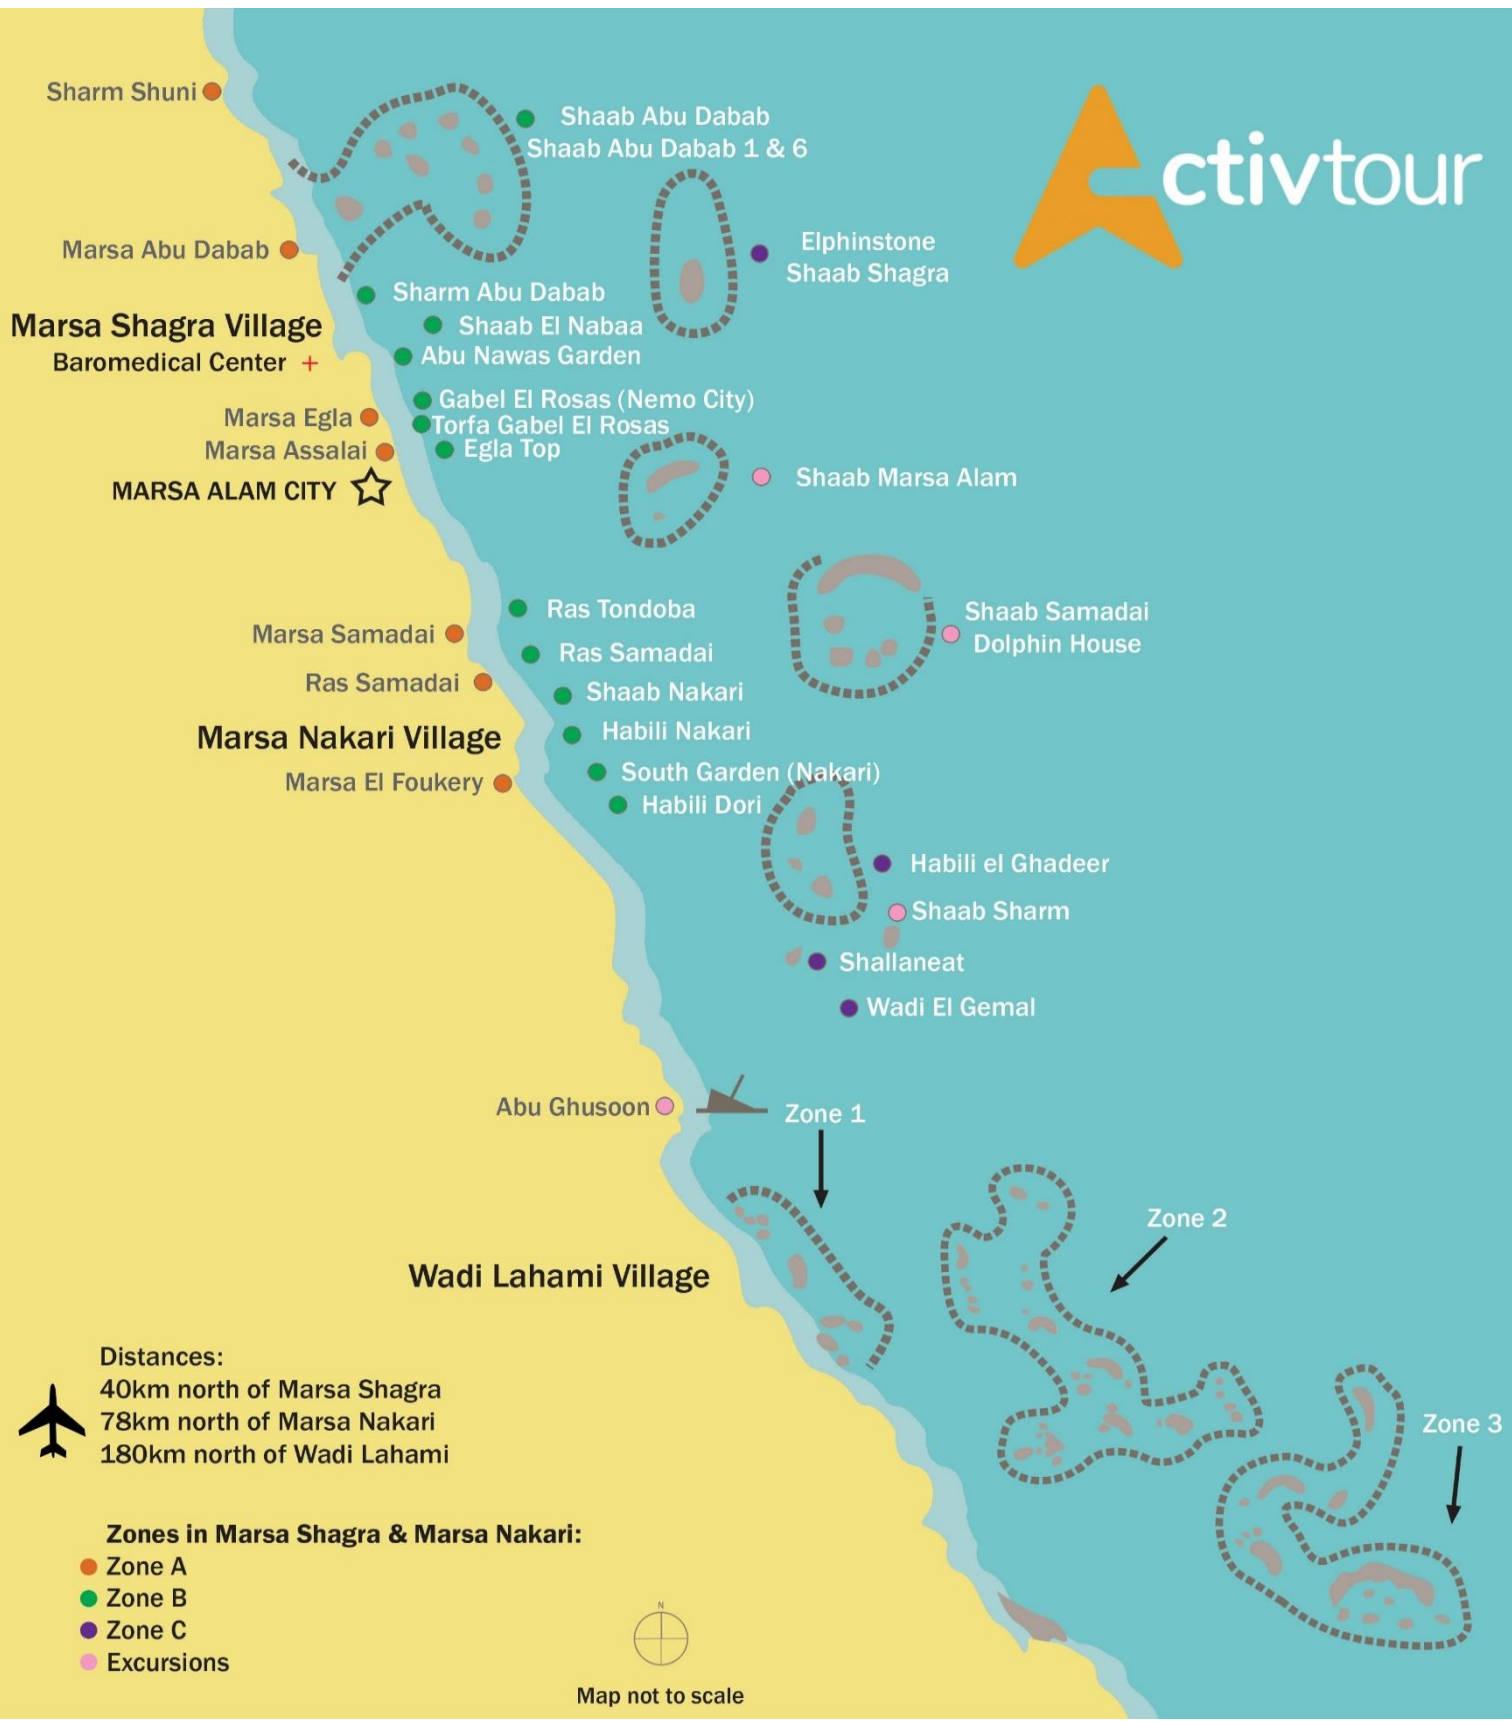 Sharm Shuni
Shaab Abu Dabab
Shaab Abu Dabab 1 & 6
ctivtour
Marsa Abu Dabab
Elphinstone
Shaab Shagra
Sharm Abu Dabab
Marsa Shagra Village
Shaab El Nabaa
Baromedical Center +
Abu Nawas Garden
Gabel El Rosas (Nemo City)
Marsa Egla
Torfa Gabel El Rosas
Marsa Assalai
Egla Top
Shaab Marsa Alam
MARSA ALAM CITY
Ras Tondoba
Shaab Samadai
Dolphin House
Marsa Samadai
Ras Samadai
Ras Samadai
Shaab Nakari
Marsa Nakari Village
Habili Nakari
South Garden (Nakari)
Marsa El Foukery
Habili Dori
Habili el Ghadeer
Shaab Sharm
Shallaneat
Wadi El Gemal
Abu Ghusoon
Zone 1
Zone 2
Wadi Lahami Village
Zone 3
Distances:
40km north of Marsa Shagra
78km north of Marsa Nakari
180km north of Wadi Lahami
Zones in Marsa Shagra & Marsa Nakari:
Zone A
Zone B
Zone C
Excursions
N
Map not to scale